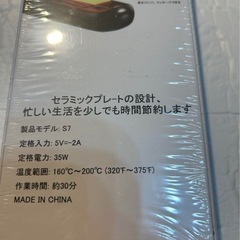 セラミックプレートの設計、
忙しい生活を少しでも時間節約します
製品モデル: S7
定格入力: 5V=-2A
定格電力: 35W
温度範囲: 160℃～200℃ (320℉～375℉)
作業時間: 約30分
MADE IN CHINA